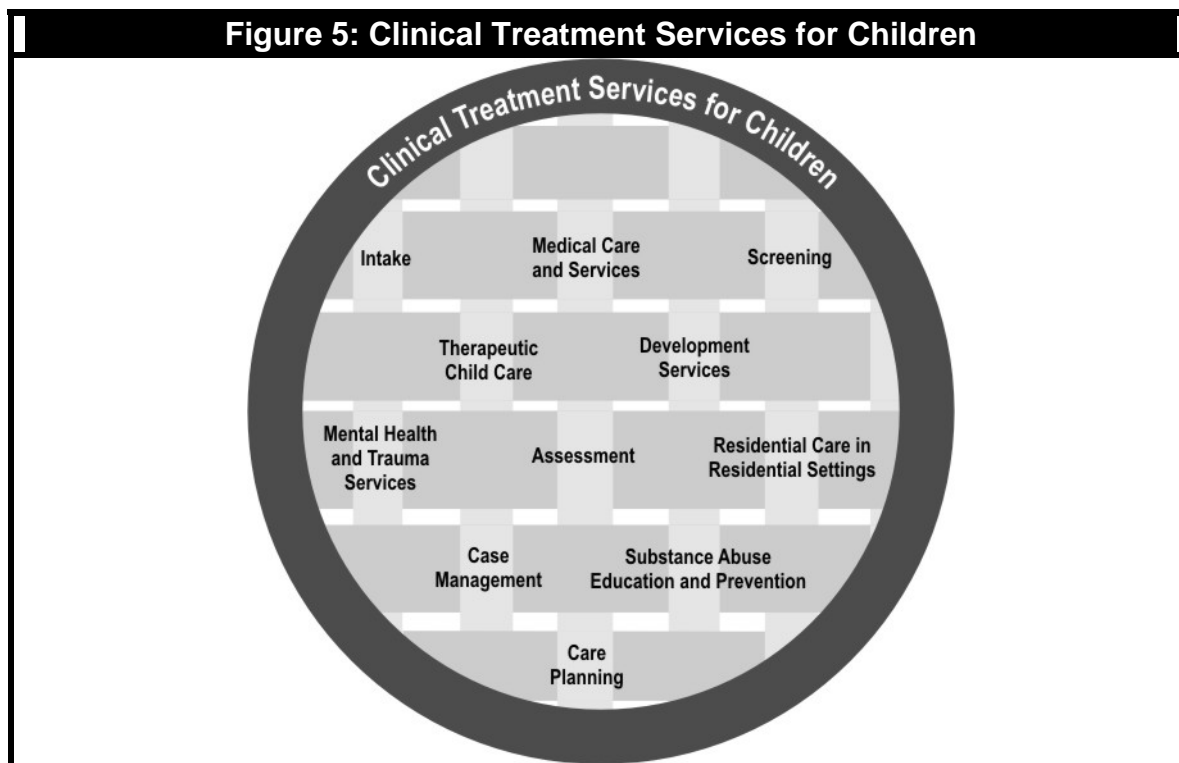 Figure 5: Clinical Treatment Services for Children
Clinical Treatment Services for Children
Intake
Medical Care
and Services
Screening
Therapeutic
Child Care
Development
Services
Mental Health
and Trauma
Services
Assessment
Residential Care in
Residential Settings
Case
Management
Substance Abuse
Education and Prevention
Care
Planning